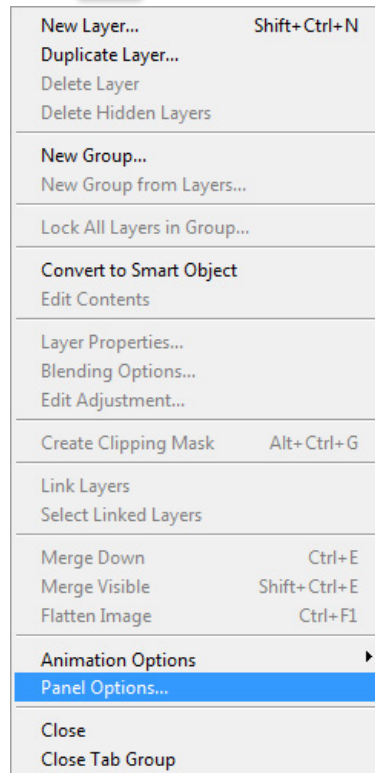 New Layer... Shift+Ctrl+N
Duplicate Layer...
Delete Layer
Delete Hidden Layers
New Group...
New Group from Layers...
Lock All Layers in Group...
Convert to Smart Object
Edit Contents
Layer Properties...
Blending Options...
Edit Adjustment...
Create Clipping Mask Alt+Ctrl+G
Link Layers
Select Linked Layers
Merge Down Ctrl+E
Merge Visible Shift+Ctrl+E
Flatten Image Ctrl+F1
Animation Options
Panel Options...
Close
Close Tab Group